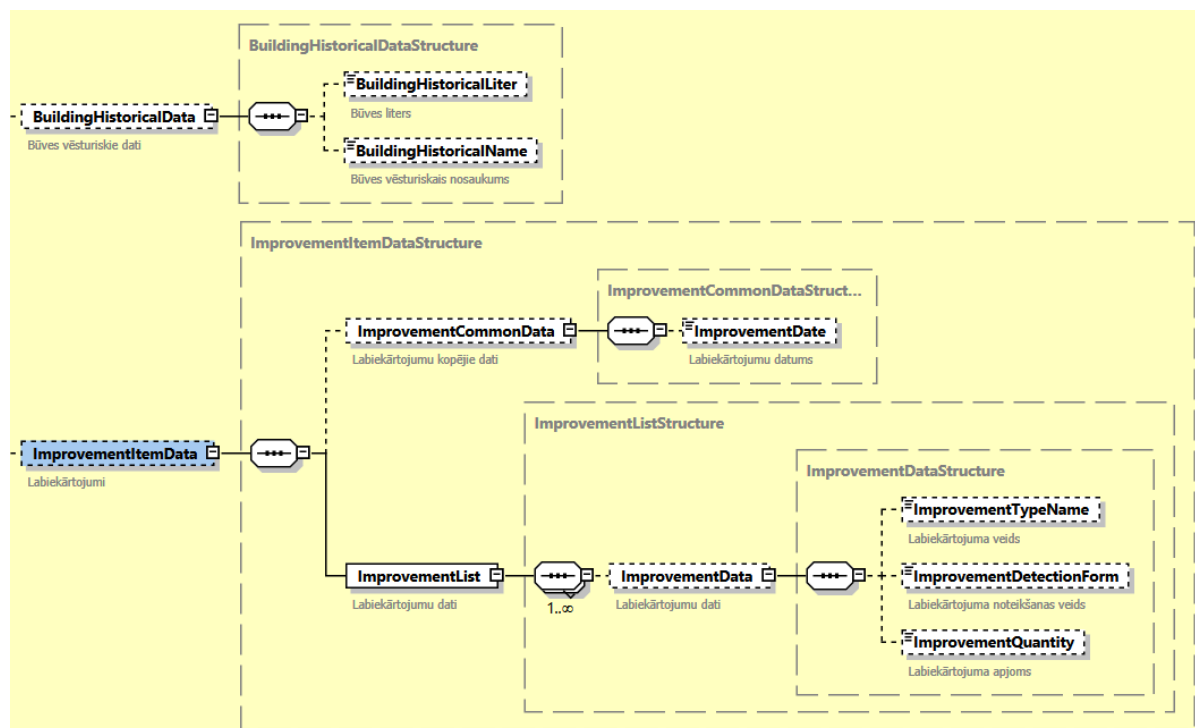 BuildingHistoricalDataStructure
BuildingHistoricalLiter
Būves liters
BuildingHistoricalData
Būves vēsturiskie dati
BuildingHistoricalName
Būves vēsturiskais nosaukums
ImprovementItemDataStructure
ImprovementCommonDataStruct...
ImprovementCommonData
ImprovementDate
Labiekārtojumu kopējie dati
Labiekārtojumu datums
ImprovementListStructure
ImprovementItemData
Labiekārtojumi
ImprovementDataStructure
ImprovementTypeName
Labiekārtojuma veids
ImprovementList
ImprovementData
ImprovementDetectionForm
Labiekārtojumu dati
1..∞
Labiekārtojumu dati
Labiekārtojuma noteikšanas veids
ImprovementQuantity
Labiekārtojuma apjoms